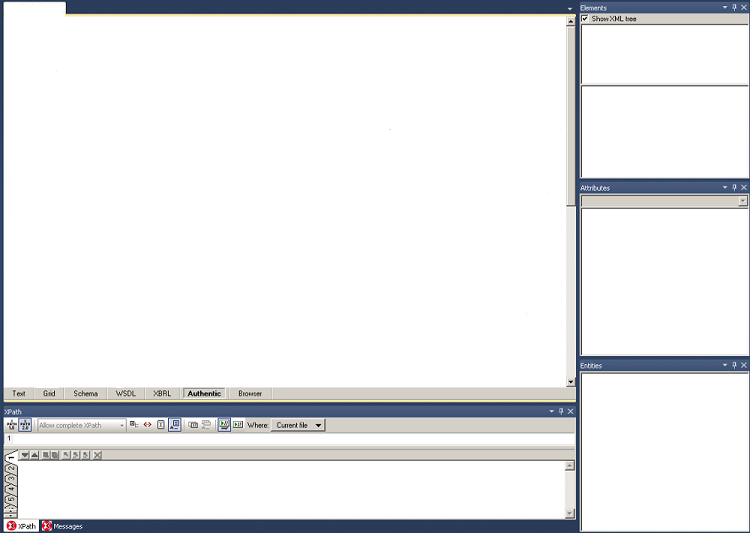 Elements
Show XML tree
Attributes
Text Grid Schema WSDL XBRL Authentic Browser
Entities
XPath
Allow complete XPath Where: Current file
1
1
2
3
4
5
XPath Messages